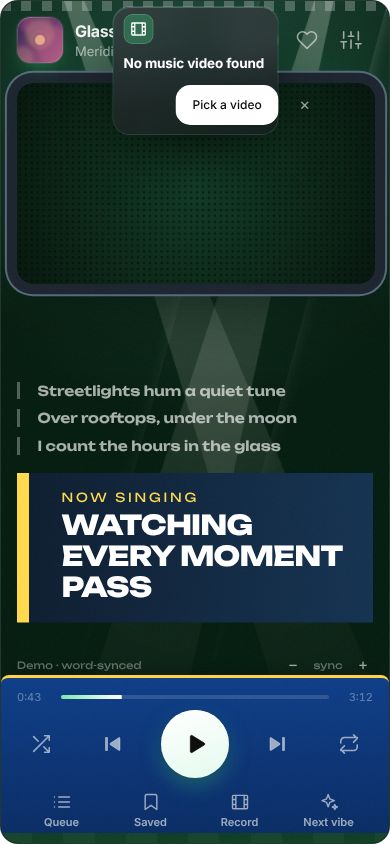 Glass
Meridi
No music video found
Pick a video
Streetlights hum a quiet tune
Over rooftops, under the moon
I count the hours in the glass
NOW SINGING
WATCHING
EVERY MOMENT
PASS
Demo · word-synced
− sync +
0:43
3:12
Queue
Saved
Record
Next vibe